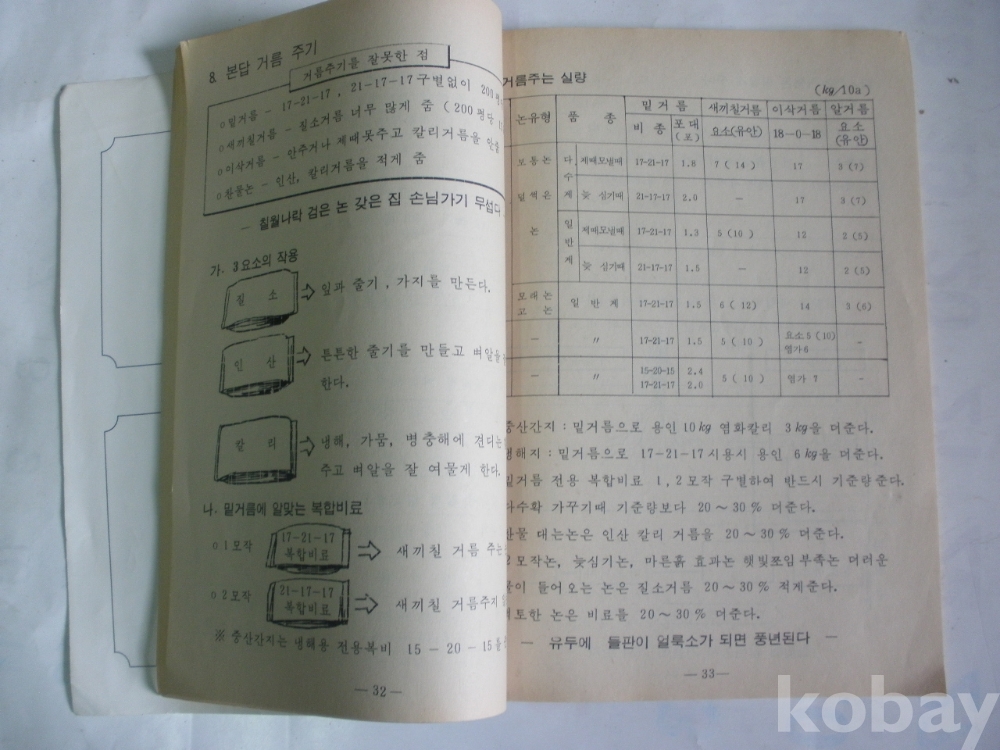 8. 본답 거름 주기
거름주기를 잘못한 점
○밑거름 - 17-21-17, 21-17-17구별없이 200평
○새끼칠거름 - 질소거름 너무 많게 줌 (200평당
○이삭거름 - 안주거나 제때못주고 칼리거름을 안줌
○찬물논 - 인산, 칼리거름을 적게 줌
— 칠월나락 검은 논 갖은 집 손님가기 무섭다
가. 3요소의 작용
질 소 ⇨ 잎과 줄기, 가지를 만든다.
인 산 ⇨ 튼튼한 줄기를 만들고 벼알을
한다.
칼 리 ⇨ 냉해, 가뭄, 병충해에 견디는
주고 벼알을 잘 여물게 한다.
나. 밑거름에 알맞는 복합비료
○1모작 17-21-17 복합비료 ⇨ 새끼칠 거름 주는
○2모작 21-17-17 복합비료 ⇨ 새끼칠 거름주지
※ 중산간지는 냉해용 전용복비 15 - 20 - 15를
— 32 —
거름주는 실량
(kg/10a)
논유형 품 종 밑 거 름 새끼칠거름 이삭거름 알거름
비 종 포 대 (포) 요소(유안) 18-0-18 요소 (유안)
보통논 다수계 제때모낼때 17-21-17 1.8 7 (14) 17 3 (7)
덜썩은 늦 심기때 21-17-17 2.0 - 17 3 (7)
논 일반계 제때모낼때 17-21-17 1.3 5 (10) 12 2 (5)
늦 심기때 21-17-17 1.5 - 12 2 (5)
모래논 고 논 일 반 계 17-21-17 1.5 6 (12) 14 3 (6)
- 〃 17-21-17 1.5 5 (10) 요소 5 (10) 염가 6 -
- 〃 15-20-15 2.4 17-21-17 2.0 5 (10) 염가 7 -
중산간지 : 밑거름으로 용인 10kg 염화칼리 3kg을 더준다.
냉해지 : 밑거름으로 17-21-17시용시 용인 6kg을 더준다.
밑거름 전용 복합비료 1, 2모작 구별하여 반드시 기준량준다.
다수확 가꾸기때 기준량보다 20~30% 더준다.
찬물 대는논은 인산 칼리 거름을 20~30% 더준다.
2모작논, 늦심기논, 마른흙 효과논 햇빛쪼임부족논 더러운
물이 들어오는 논은 질소거름 20~30% 적게준다.
객토한 논은 비료를 20~30% 더준다.
— 유두에 들판이 얼룩소가 되면 풍년된다 —
— 33 —
kobay